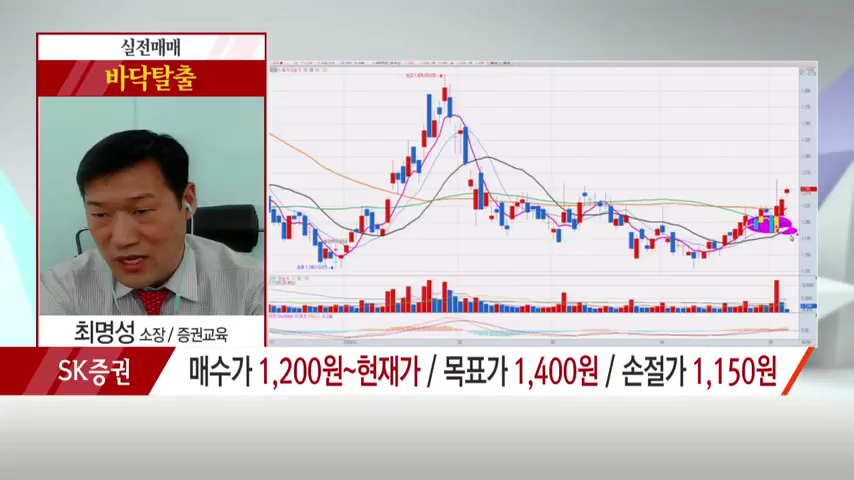 실전매매
바닥탈출
최명성 소장 / 증권교육
SK증권
매수가 1,200원~현재가 / 목표가 1,400원 / 손절가 1,150원